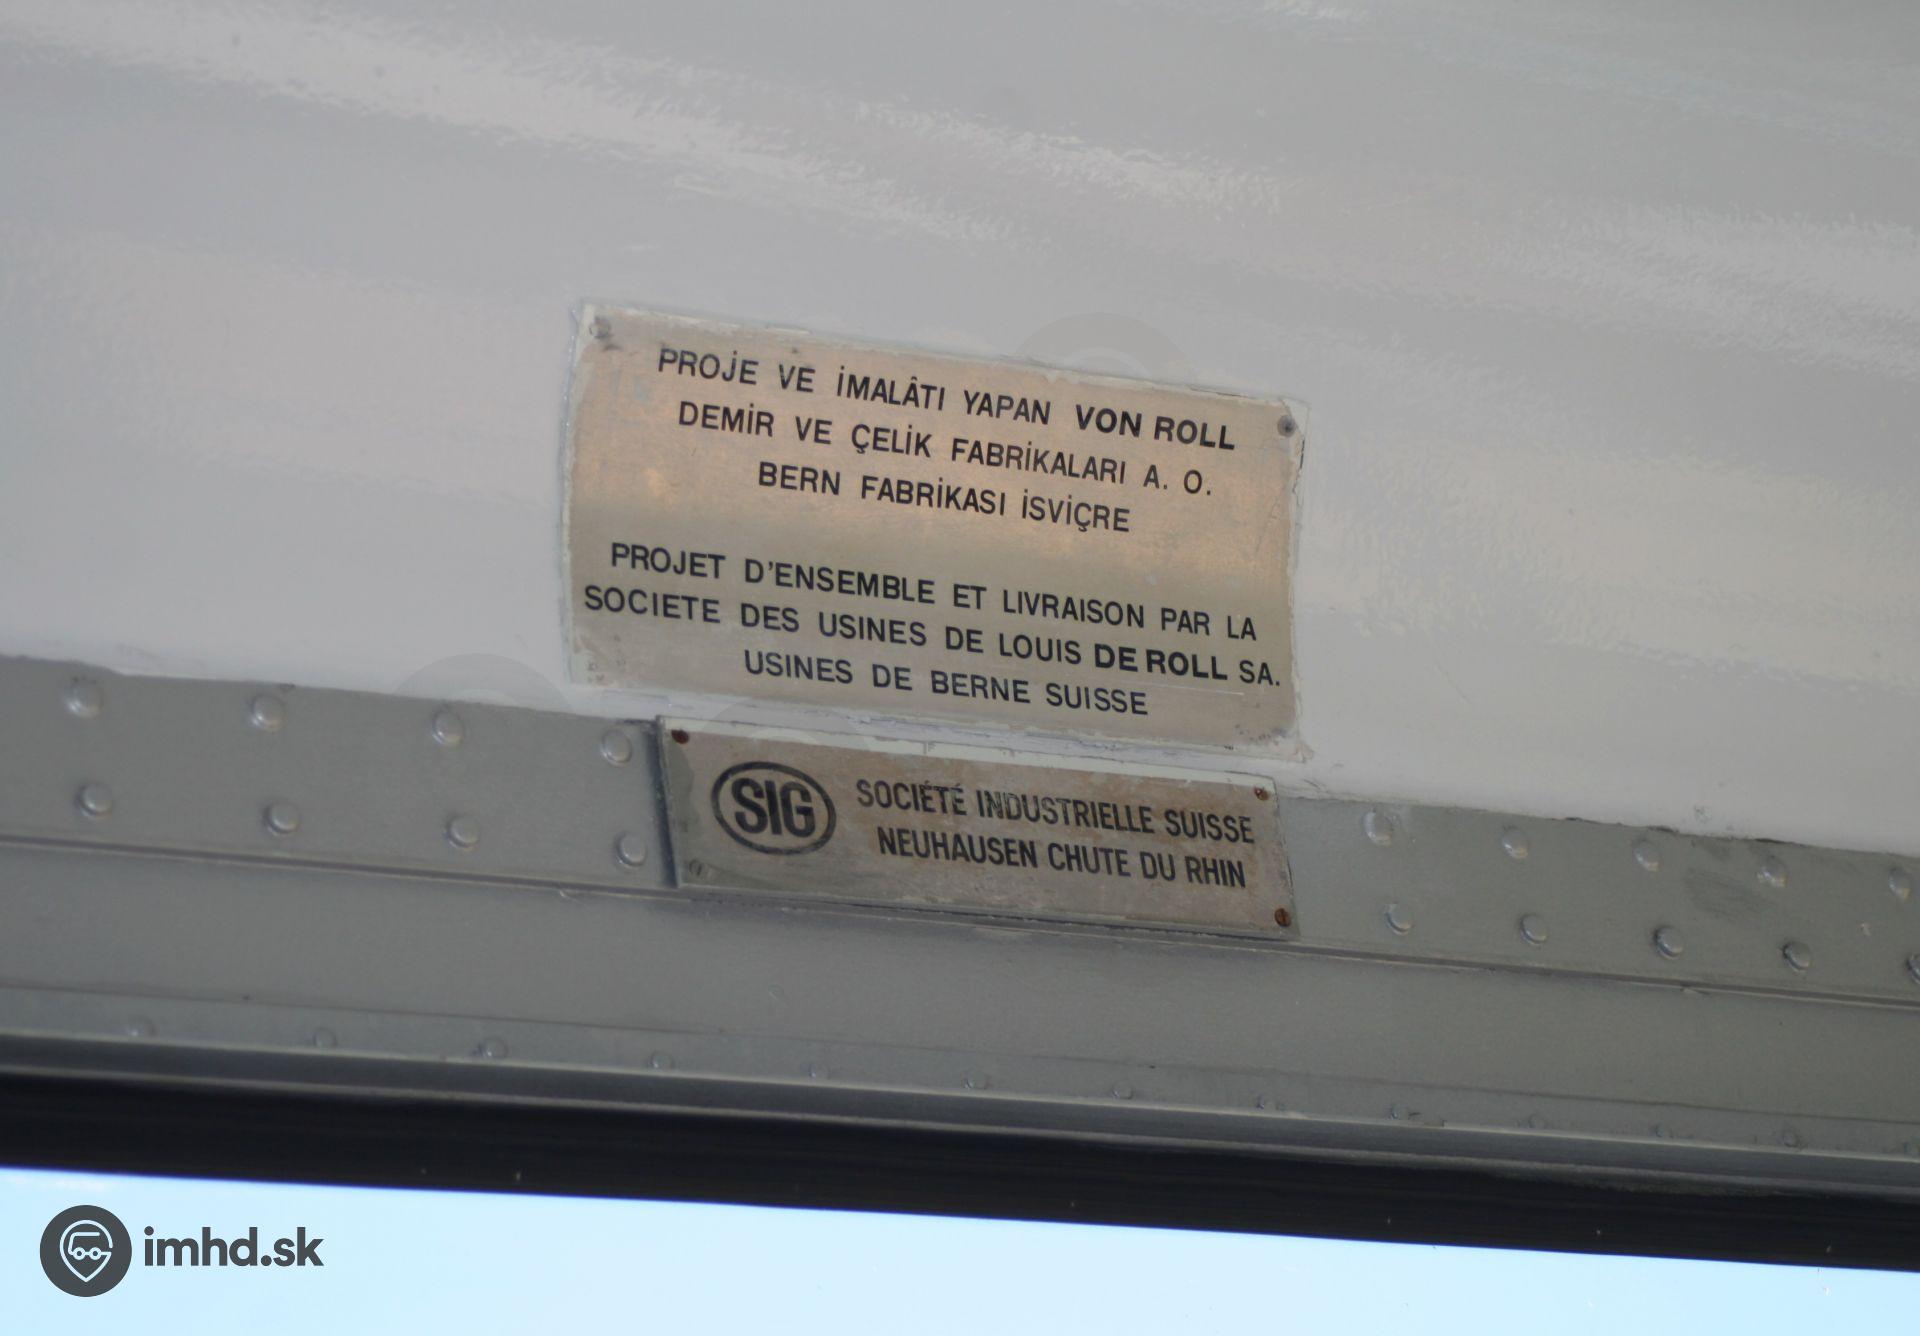 PROJE VE İMALÂTI YAPAN VON ROLL
DEMİR VE ÇELİK FABRİKALARI A. O.
BERN FABRİKASI İSVİÇRE
PROJET D'ENSEMBLE ET LIVRAISON PAR LA
SOCIETE DES USINES DE LOUIS DE ROLL SA.
USINES DE BERNE SUISSE
SIG
SOCIÉTÉ INDUSTRIELLE SUISSE
NEUHAUSEN CHUTE DU RHIN
imhd.sk